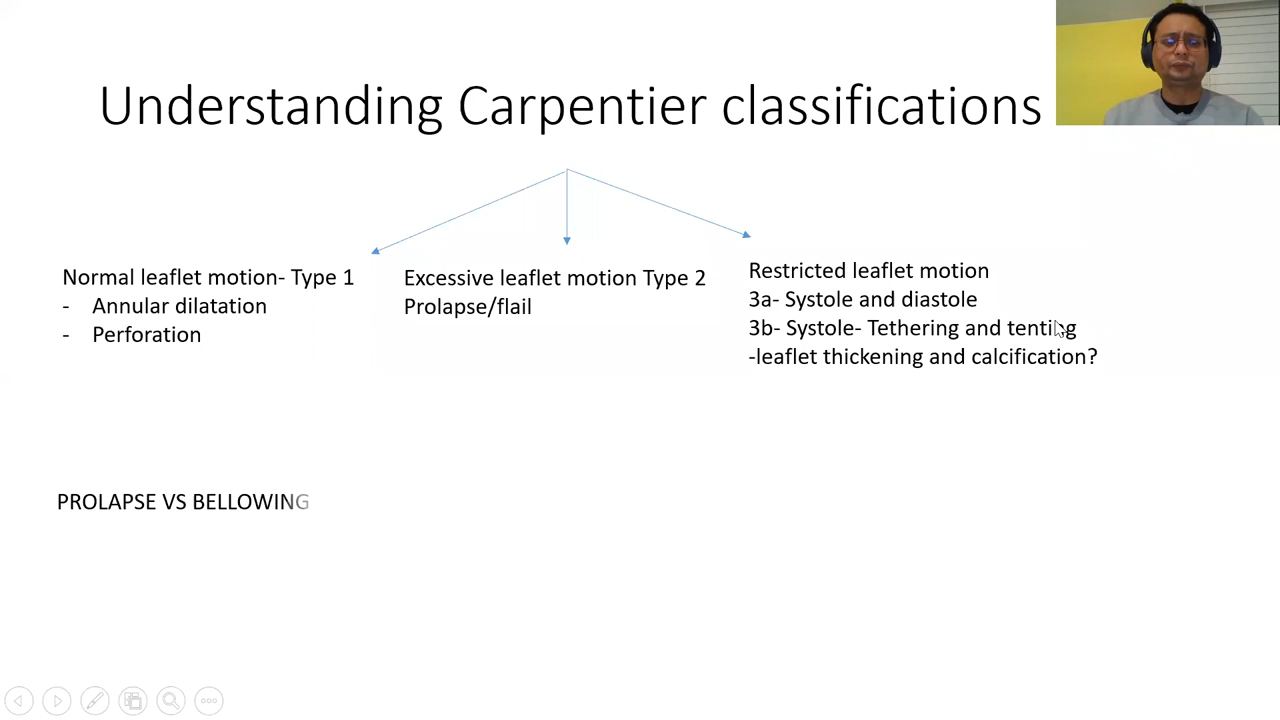 Understanding Carpentier classifications
Normal leaflet motion- Type 1
- Annular dilatation
- Perforation
Excessive leaflet motion Type 2
Prolapse/flail
Restricted leaflet motion
3a- Systole and diastole
3b- Systole- Tethering and tenting
-leaflet thickening and calcification?
PROLAPSE VS BELLOWING